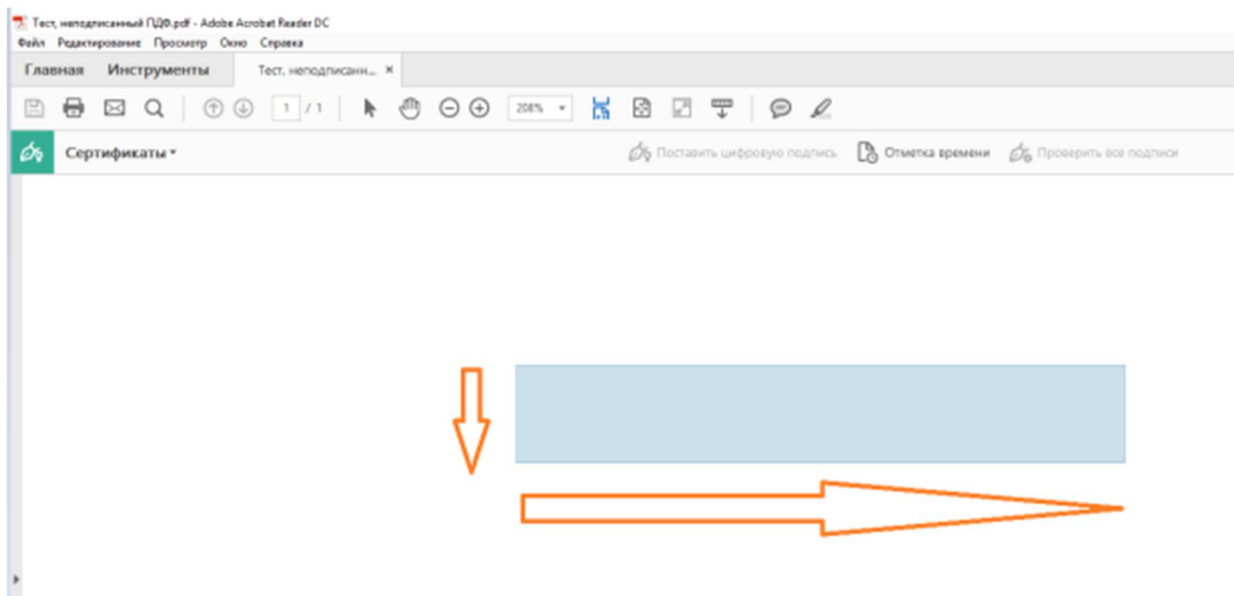 Тест, неподписанный ПДФ.pdf - Adobe Acrobat Reader DC
Файл Редактирование Просмотр Окно Справка
Главная Инструменты Тест, неподписанн... ×
1 / 1 208%
Сертификаты Поставить цифровую подпись Отметка времени Проверить все подписи